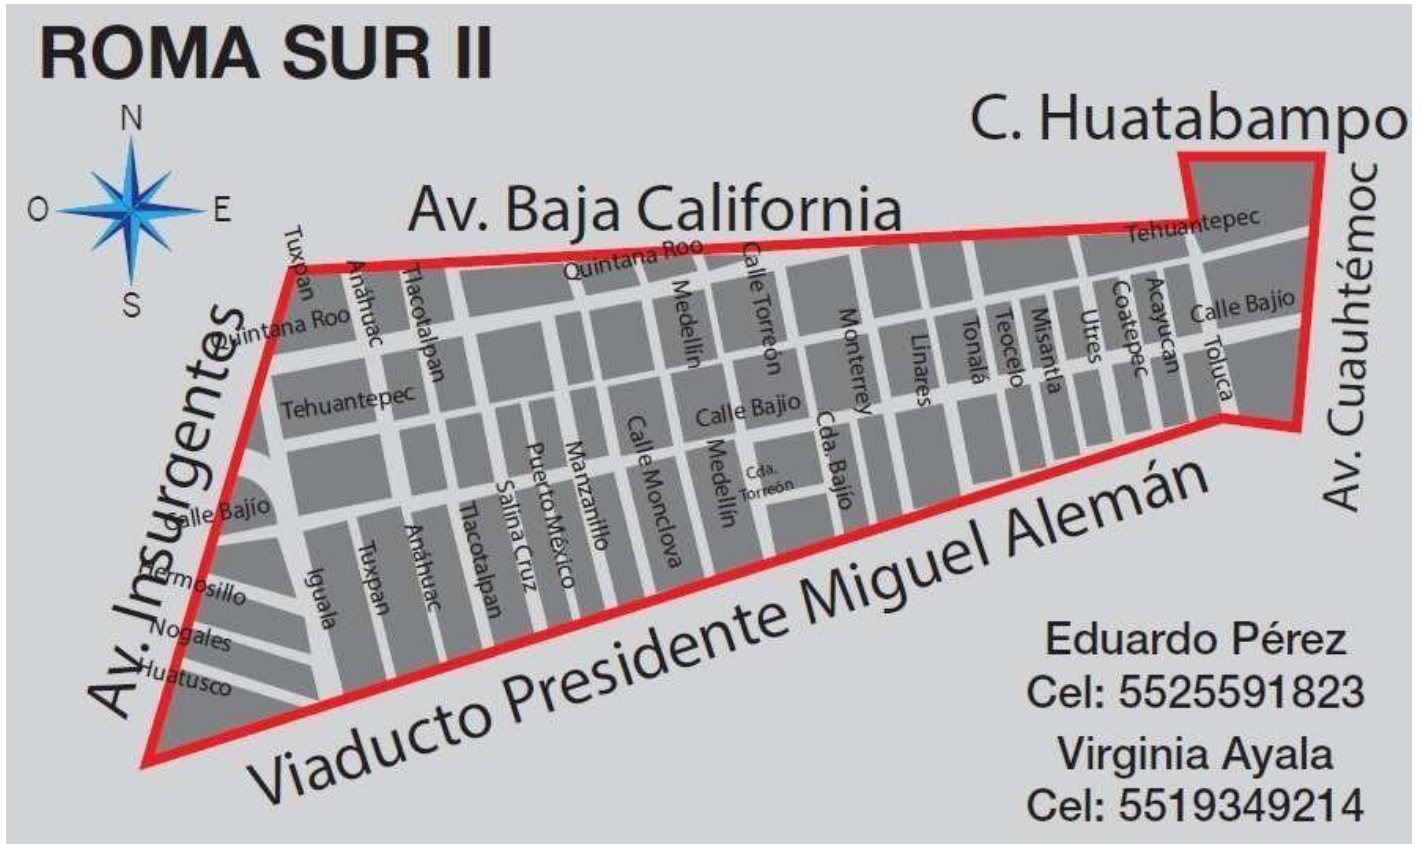 ROMA SUR II
N
O
E
S
C. Huatabampo
Av. Baja California
Av. Cuauhtémoc
Av. Insurgentes
Viaducto Presidente Miguel Alemán
Tuxpan
Anáhuac
Tlacotalpan
Quintana Roo
Quintana Roo
Medellín
Calle Torreón
Tehuantepec
Tehuantepec
Calle Bajío
Monterrey
Linares
Tonalá
Teocelo
Misantla
Utres
Coatepec
Acayucan
Toluca
Calle Bajío
Cda. Bajío
Calle Bajío
Hermosillo
Nogales
Huatusco
Iguala
Tuxpan
Anáhuac
Tlacotalpan
Salina Cruz
Puerto México
Manzanillo
Calle Monclova
Medellín
Cda.
Torreón
Eduardo Pérez
Cel: 5525591823
Virginia Ayala
Cel: 5519349214